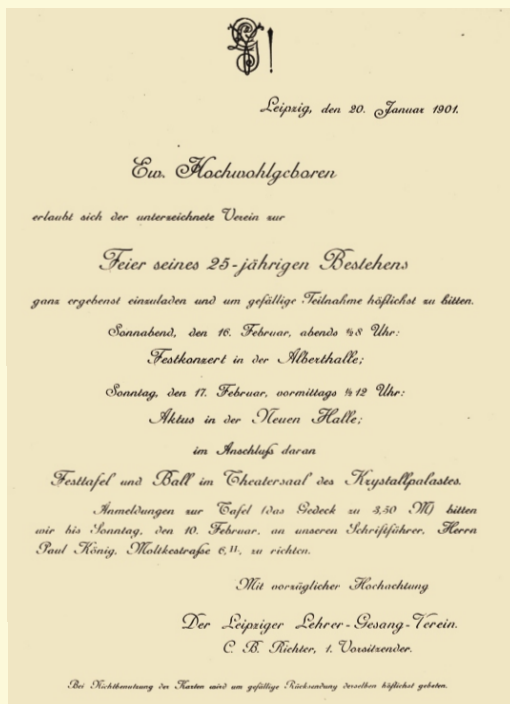 Leipzig, den 20. Januar 1901.
Ew. Hochwohlgeboren
erlaubt sich der unterzeichnete Verein zur
Feier seines 25-jährigen Bestehens
ganz ergebenst einzuladen und um gefällige Teilnahme höflichst zu bitten.
Sonnabend, den 16. Februar, abends ½8 Uhr:
Festkonzert in der Alberthalle;
Sonntag, den 17. Februar, vormittags ½12 Uhr:
Aktus in der Neuen Halle;
im Anschluß daran
Festtafel und Ball im Theatersaal des Krystallpalastes.
Anmeldungen zur Tafel (das Gedeck zu 3,50 M) bitten
wir bis Sonntag, den 10. Februar, an unseren Schriftführer, Herrn
Paul König, Moltkestraße 6, II., zu richten.
Mit vorzüglicher Hochachtung
Der Leipziger Lehrer-Gesang-Verein.
C. B. Richter, 1. Vorsitzender.
Bei Nichtbenutzung der Karten wird um gefällige Rücksendung derselben höflichst gebeten.